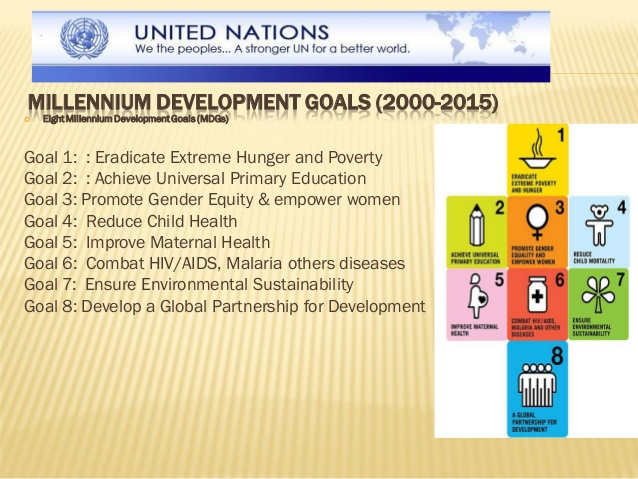 UNITED NATIONS
We the peoples... A stronger UN for a better world.
MILLENNIUM DEVELOPMENT GOALS (2000-2015)
Eight Millennium Development Goals (MDGs)
Goal 1: : Eradicate Extreme Hunger and Poverty
Goal 2: : Achieve Universal Primary Education
Goal 3: Promote Gender Equity & empower women
Goal 4: Reduce Child Health
Goal 5: Improve Maternal Health
Goal 6: Combat HIV/AIDS, Malaria others diseases
Goal 7: Ensure Environmental Sustainability
Goal 8: Develop a Global Partnership for Development
1
ERADICATE
EXTREME POVERTY
AND HUNGER
2
ACHIEVE UNIVERSAL
PRIMARY EDUCATION
3
PROMOTE GENDER
EQUALITY AND
EMPOWER WOMEN
4
REDUCE
CHILD MORTALITY
5
IMPROVE MATERNAL
HEALTH
6
COMBAT HIV/AIDS,
MALARIA AND OTHER
DISEASES
7
ENSURE
ENVIRONMENTAL
SUSTAINABILITY
8
A GLOBAL
PARTNERSHIP FOR
DEVELOPMENT